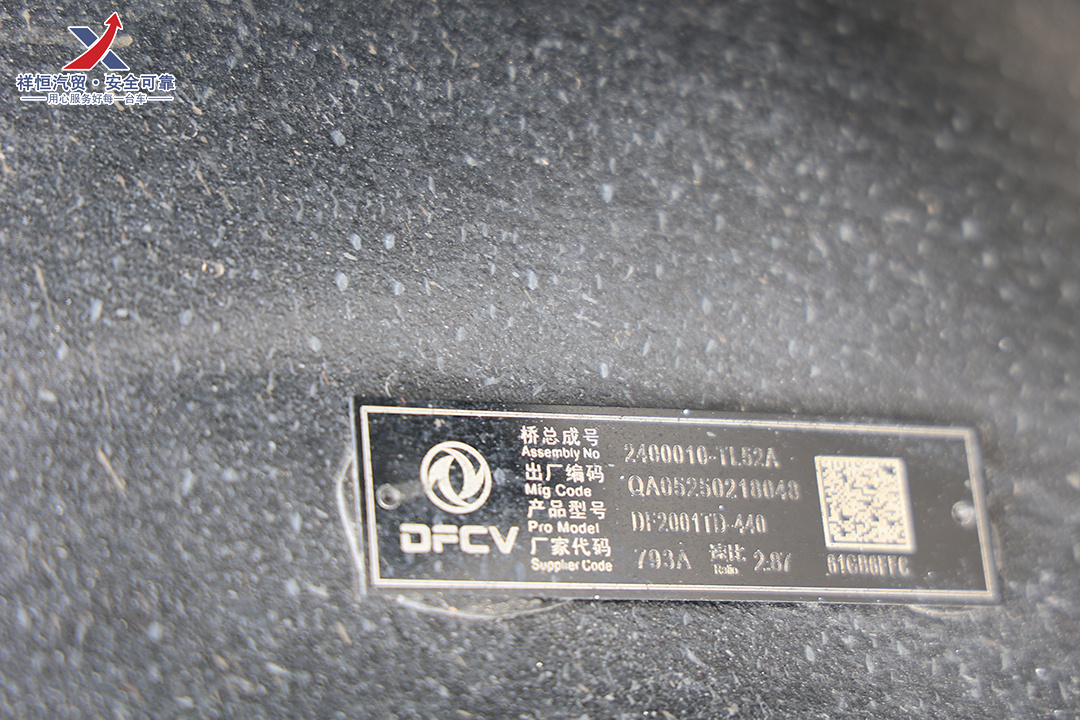 祥恒汽贸·安全可靠
用心服务好每一台车
DFCV
桥总成号 2400010-TL52A
Assembly No
出厂编码 QA05250218048
Mfg Code
产品型号 DF2001TD-440
Pro Model
厂家代码 793A 速比 2.87
Supplier Code Ratio